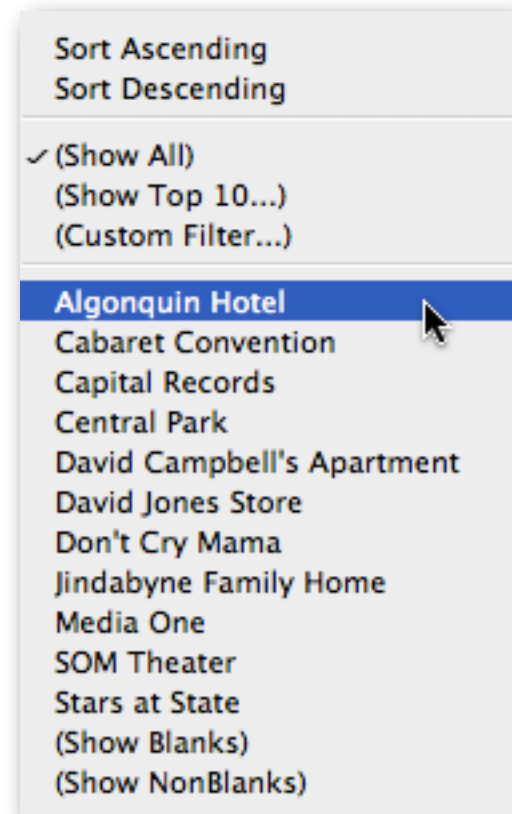 Sort Ascending
Sort Descending
(Show All)
(Show Top 10...)
(Custom Filter...)
Algonquin Hotel
Cabaret Convention
Capital Records
Central Park
David Campbell's Apartment
David Jones Store
Don't Cry Mama
Jindabyne Family Home
Media One
SOM Theater
Stars at State
(Show Blanks)
(Show NonBlanks)